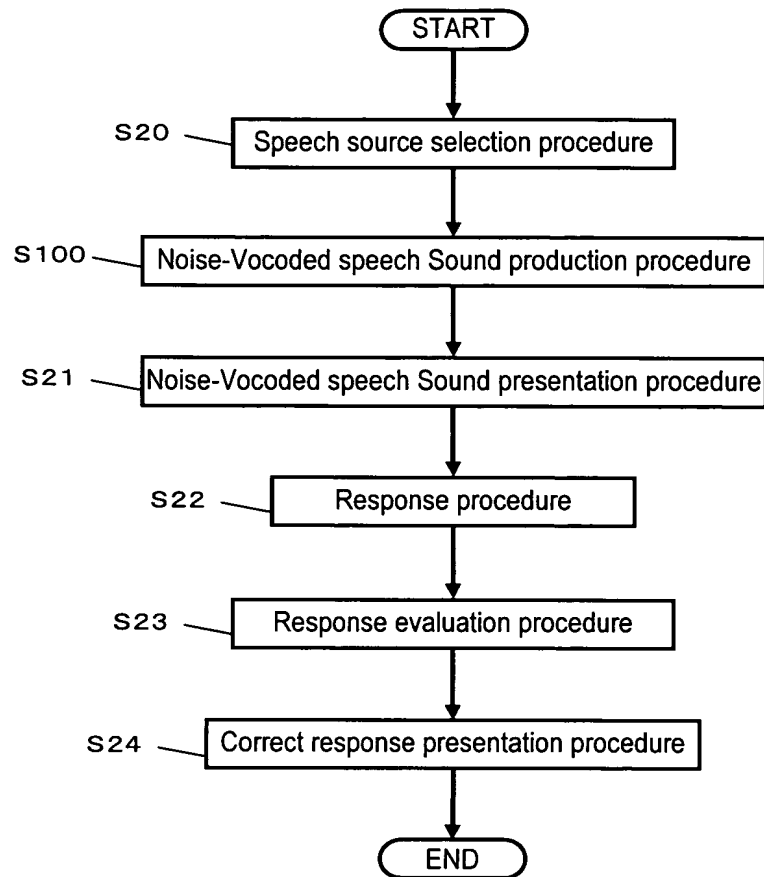 START
S20
Speech source selection procedure
S100
Noise-Vocoded speech Sound production procedure
S21
Noise-Vocoded speech Sound presentation procedure
S22
Response procedure
S23
Response evaluation procedure
S24
Correct response presentation procedure
END